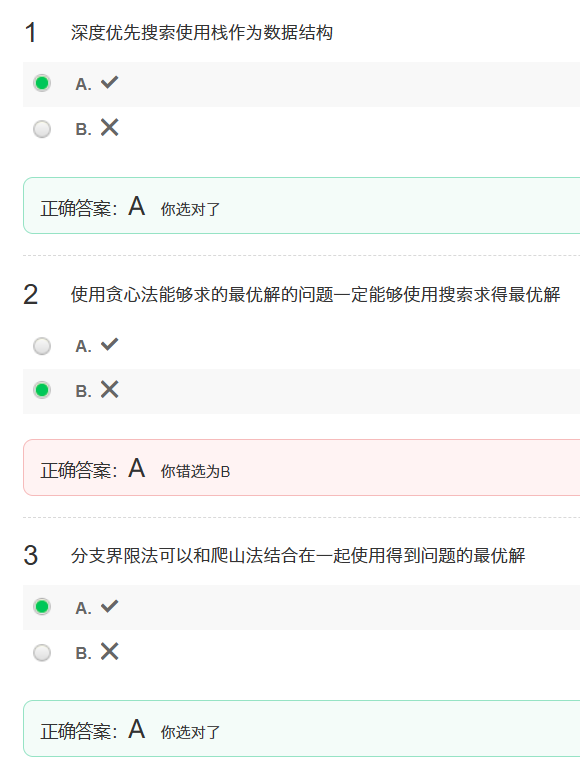 1 深度优先搜索使用栈作为数据结构
A. ✔
B. ✕
正确答案：A 你选对了
2 使用贪心法能够求的最优解的问题一定能够使用搜索求得最优解
A. ✔
B. ✕
正确答案：A 你错选为B
3 分支界限法可以和爬山法结合在一起使用得到问题的最优解
A. ✔
B. ✕
正确答案：A 你选对了